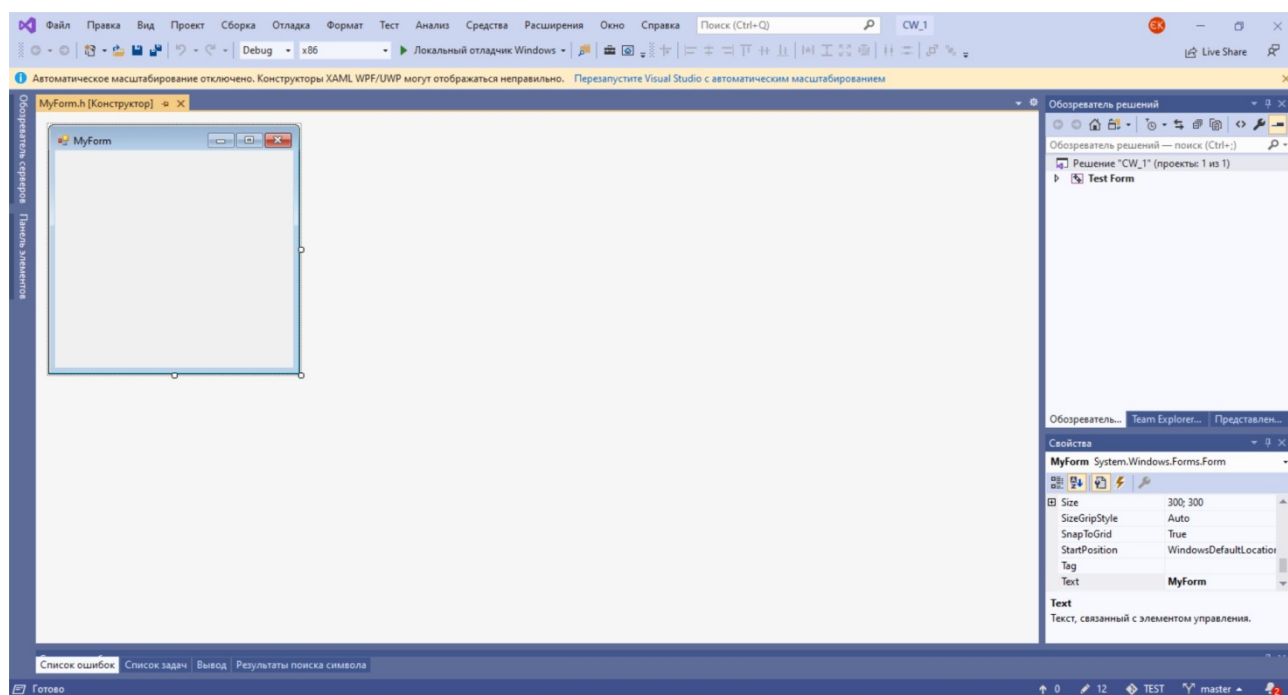 Файл Правка Вид Проект Сборка Отладка Формат Тест Анализ Средства Расширения Окно Справка Поиск (Ctrl+Q) CW_1 EK
Debug x86 Локальный отладчик Windows Live Share
Автоматическое масштабирование отключено. Конструкторы XAML WPF/UWP могут отображаться неправильно. Перезапустите Visual Studio с автоматическим масштабированием
Обозреватель серверов
Панель элементов
MyForm.h [Конструктор]
MyForm
Обозреватель решений
Обозреватель решений — поиск (Ctrl+;)
Решение "CW_1" (проекты: 1 из 1)
Test Form
Обозреватель... Team Explorer... Представлен...
Свойства
MyForm System.Windows.Forms.Form
Size 300; 300
SizeGripStyle Auto
SnapToGrid True
StartPosition WindowsDefaultLocation
Tag
Text MyForm
Text
Текст, связанный с элементом управления.
Список ошибок Список задач Вывод Результаты поиска символа
Готово 0 12 TEST master 2